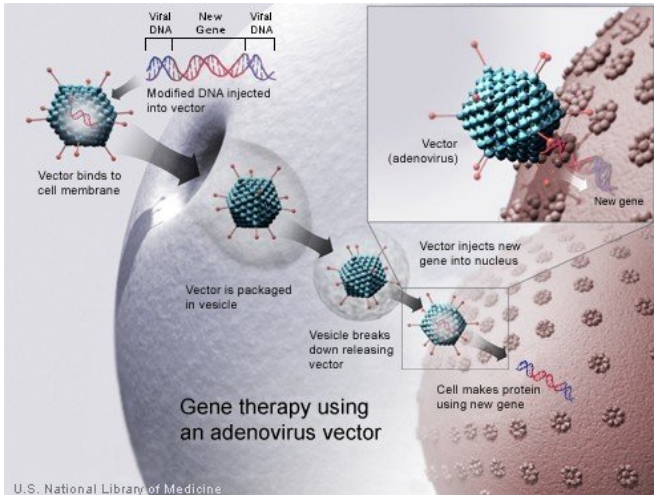 Viral
DNA
New
Gene
Viral
DNA
Modified DNA injected
into vector
Vector binds to
cell membrane
Vector is packaged
in vesicle
Vesicle breaks
down releasing
vector
Vector injects new
gene into nucleus
Cell makes protein
using new gene
Vector
(adenovirus)
New gene
Gene therapy using
an adenovirus vector
U.S. National Library of Medicine